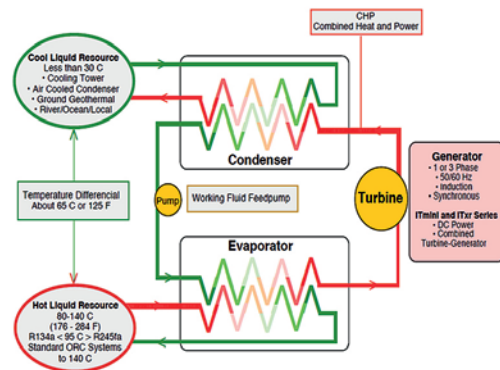 CHP
Combined Heat and Power
Cool Liquid Resource
Less than 30 C
• Cooling Tower
• Air Cooled Condenser
• Ground Geothermal
• River/Ocean/Local
Condenser
Generator
• 1 or 3 Phase
• 50/60 Hz
• Induction
• Synchronous
ITmini and ITxr Series
• DC Power
• Combined
Turbine-Generator
Turbine
Temperature Differencial
About 65 C or 125 F
Pump
Working Fluid Feedpump
Evaporator
Hot Liquid Resource
80-140 C
(176 - 284 F)
R134a < 95 C > R245fa
Standard ORC Systems
to 140 C